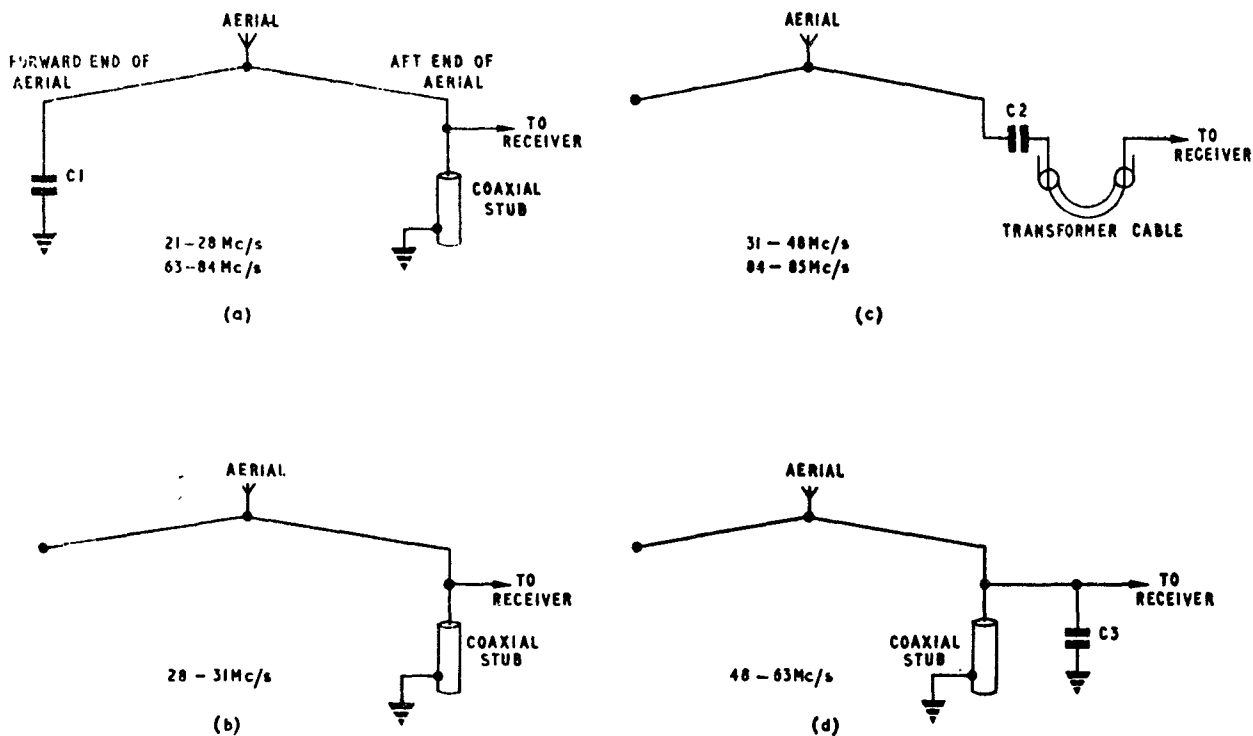 AERIAL
FORWARD END OF
AERIAL
AFT END OF
AERIAL
TO
RECEIVER
C1
COAXIAL
STUB
21-28 Mc/s
63-84 Mc/s
(a)
AERIAL
C2
TO
RECEIVER
TRANSFORMER CABLE
31 - 48 Mc/s
84 - 85 Mc/s
(c)
AERIAL
TO
RECEIVER
COAXIAL
STUB
28 - 31 Mc/s
(b)
AERIAL
TO
RECEIVER
COAXIAL
STUB
C3
48 - 63 Mc/s
(d)